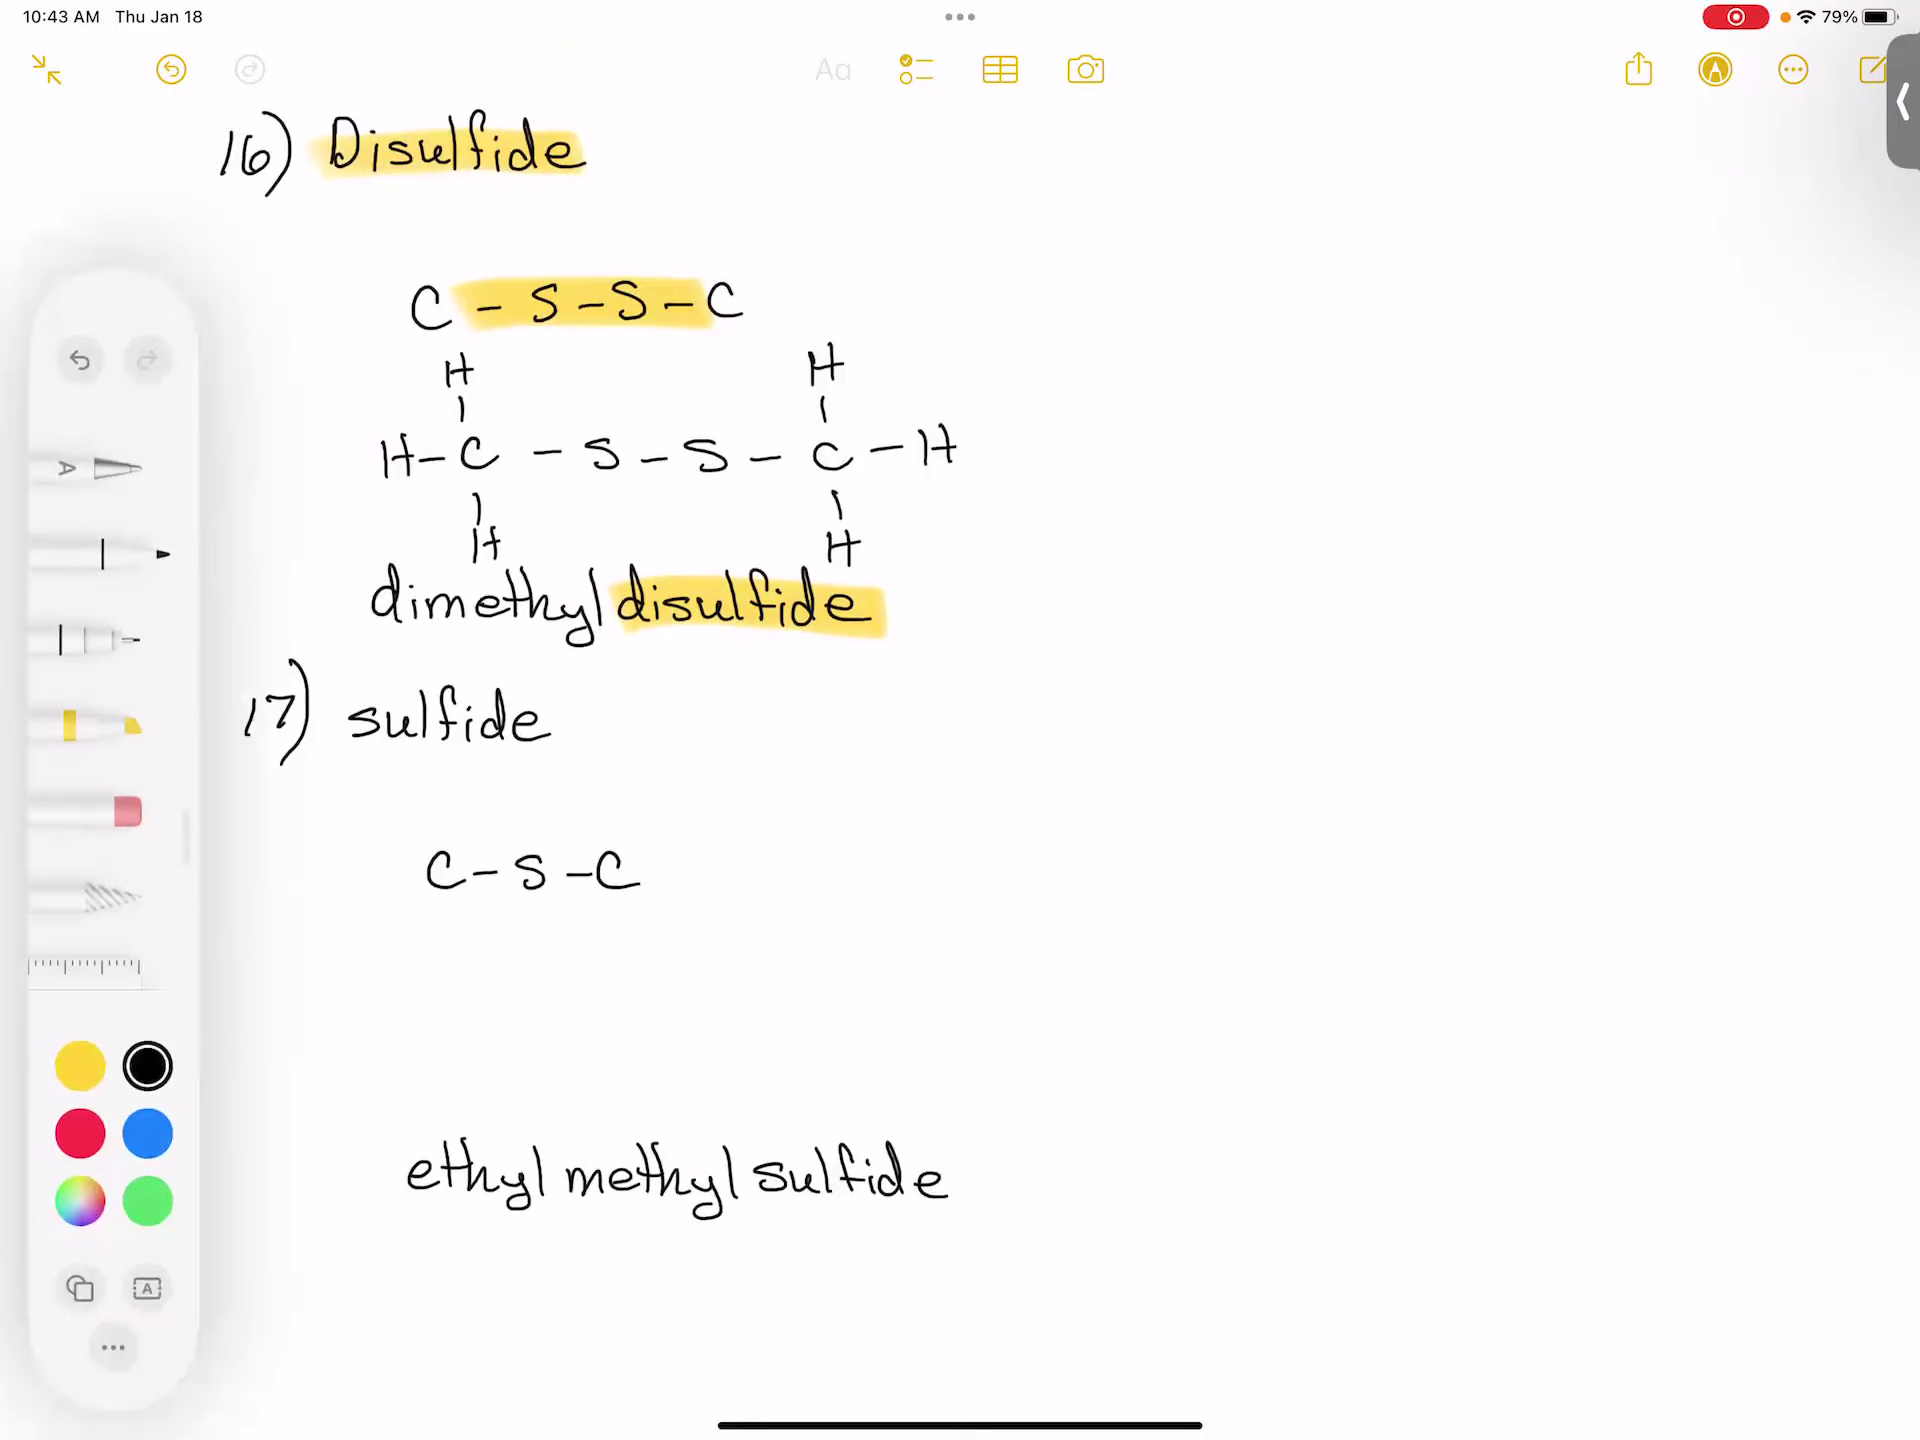 10:43 AM Thu Jan 18
79%
Aa
16) Disulfide
C - S - S - C
H H
H - C - S - S - C - H
H H
dimethyl disulfide
17) sulfide
C - S - C
ethyl methyl sulfide
A
A